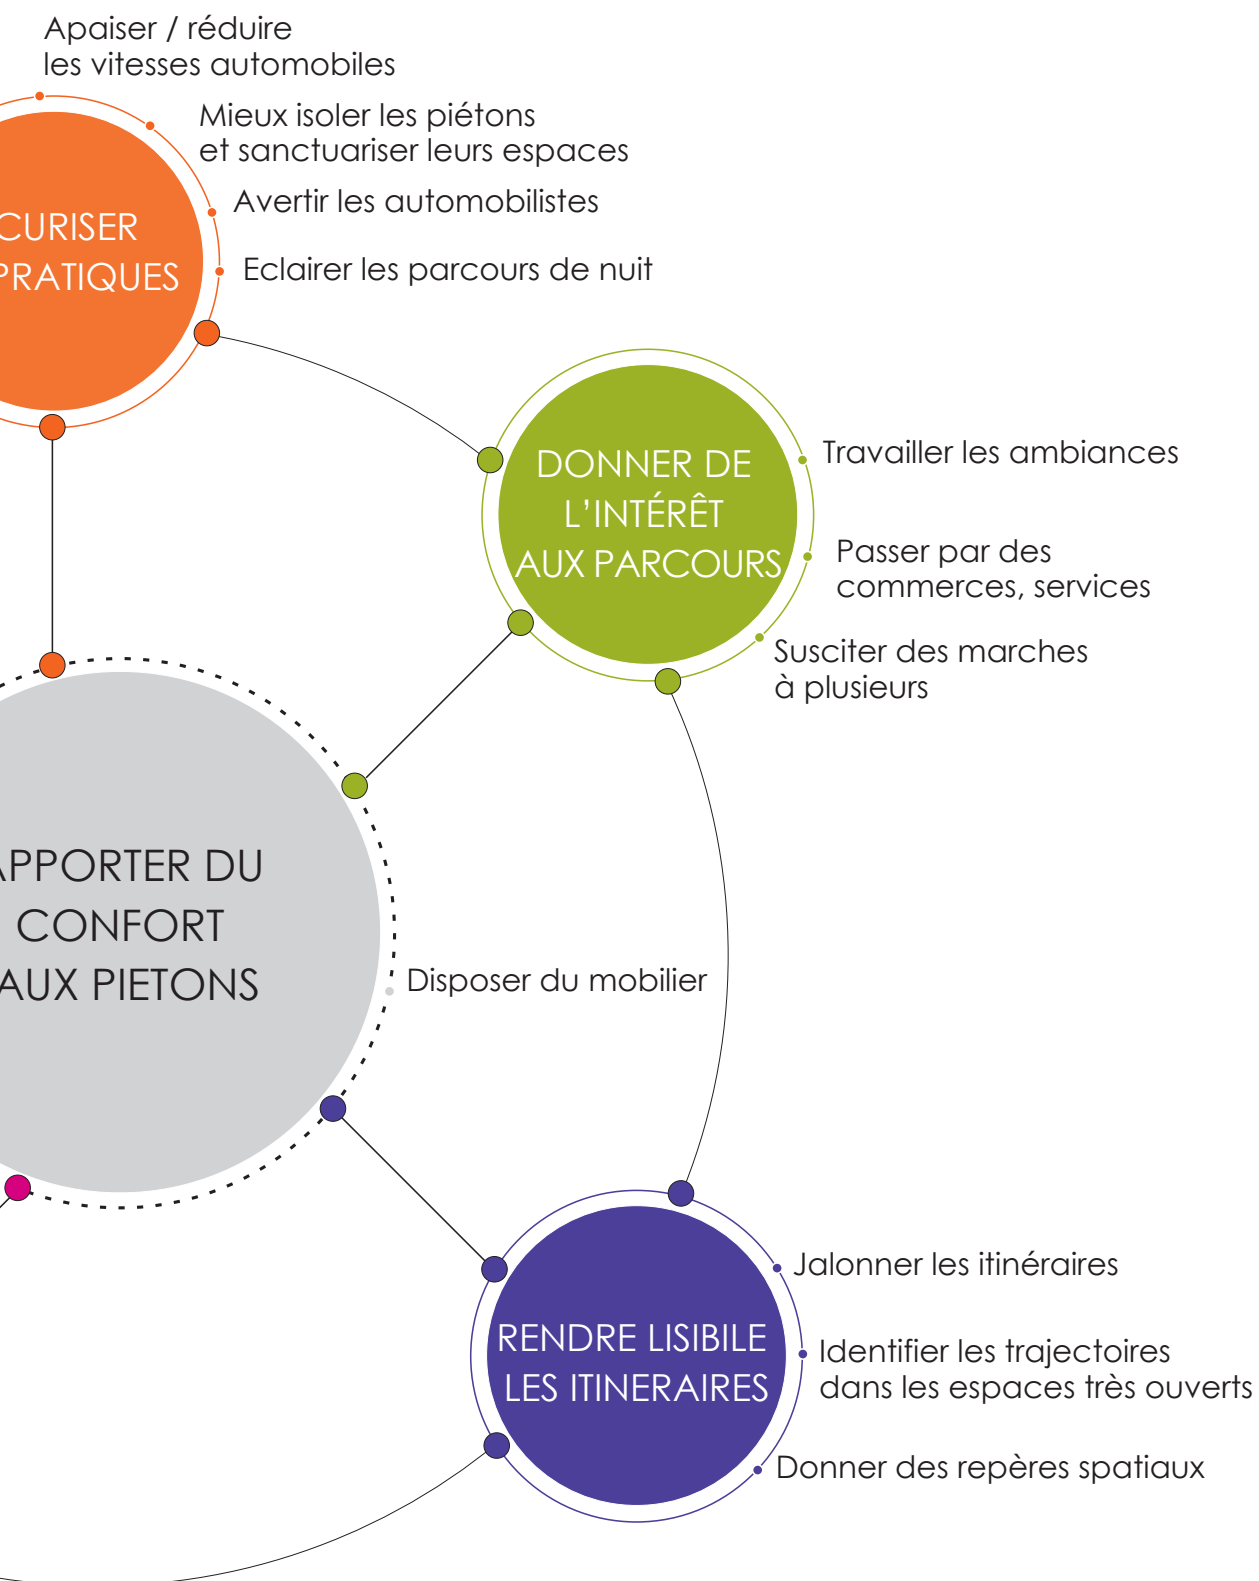 Apaiser / réduire
les vitesses automobiles
Mieux isoler les piétons
et sanctuariser leurs espaces
Avertir les automobilistes
Eclairer les parcours de nuit
CURISER
PRATIQUES
DONNER DE
L’INTÉRÊT
AUX PARCOURS
Travailler les ambiances
Passer par des
commerces, services
Susciter des marches
à plusieurs
APPORTER DU
CONFORT
AUX PIETONS
Disposer du mobilier
RENDRE LISIBILE
LES ITINERAIRES
Jalonner les itinéraires
Identifier les trajectoires
dans les espaces très ouverts
Donner des repères spatiaux